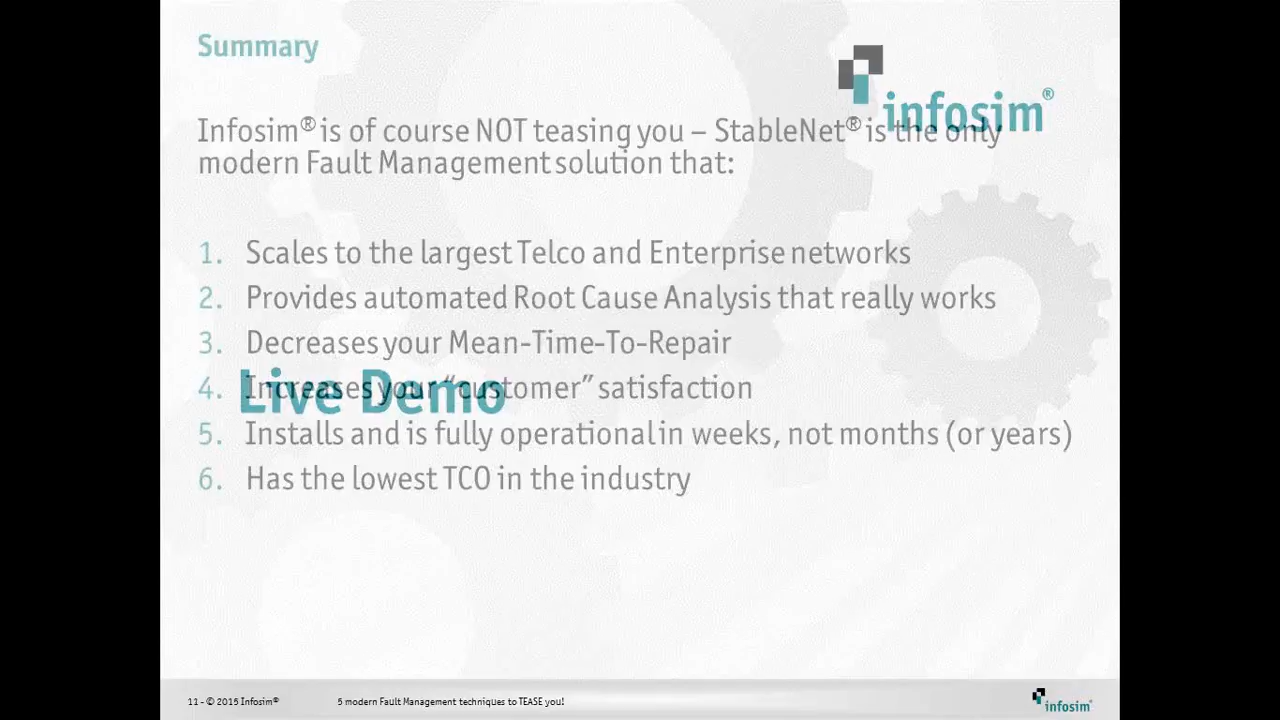 Summary
infosim®
Infosim® is of course NOT teasing you – StableNet® is the only
modern Fault Management solution that:
1. Scales to the largest Telco and Enterprise networks
2. Provides automated Root Cause Analysis that really works
3. Decreases your Mean-Time-To-Repair
4. Increases your “customer” satisfaction
Live Demo
5. Installs and is fully operational in weeks, not months (or years)
6. Has the lowest TCO in the industry
11 - © 2015 Infosim® 5 modern Fault Management techniques to TEASE you! infosim®